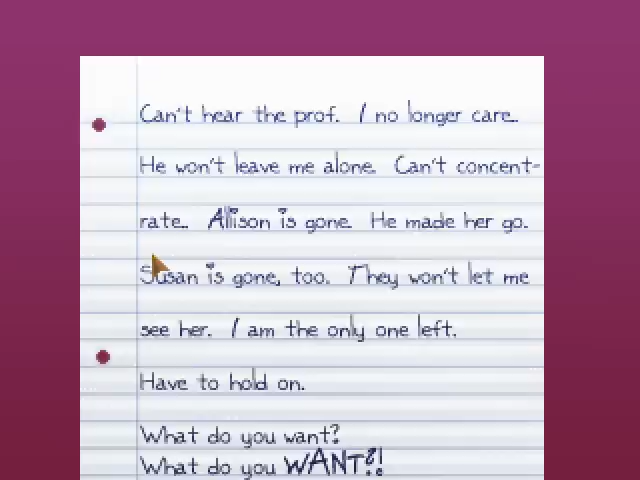 Can't hear the prof. I no longer care.
He won't leave me alone. Can't concent-
rate. Allison is gone. He made her go.
Susan is gone, too. They won't let me
see her. I am the only one left.
Have to hold on.
What do you want?
What do you WANT?!